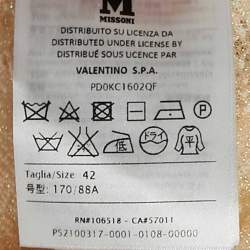 M
MISSONI
DISTRIBUITO SU LICENZA DA
DISTRIBUTED UNDER LICENSE BY
DISTRIBUÉ SOUS LICENCE PAR
VALENTINO S.P.A.
PD0KC1602QF
P
低 ドライ 平
Taglia/Size 42
号型: 170/88A
RN#106518 - CA#57011
P52100317-0001-0108-00000